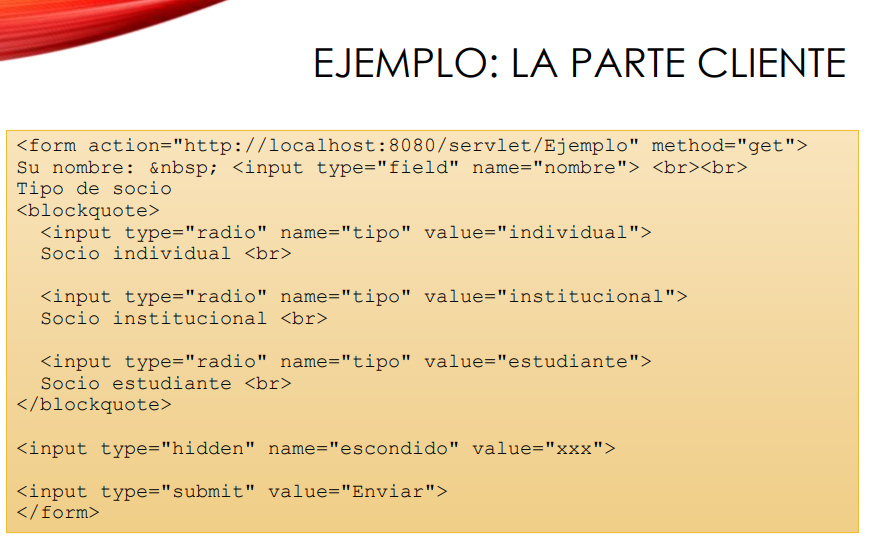 EJEMPLO: LA PARTE CLIENTE
<form action="http://localhost:8080/servlet/Ejemplo" method="get">
Su nombre: &nbsp; <input type="field" name="nombre"> <br><br>
Tipo de socio
<blockquote>
  <input type="radio" name="tipo" value="individual">
  Socio individual <br>
  <input type="radio" name="tipo" value="institucional">
  Socio institucional <br>
  <input type="radio" name="tipo" value="estudiante">
  Socio estudiante <br>
</blockquote>
<input type="hidden" name="escondido" value="xxx">
<input type="submit" value="Enviar">
</form>